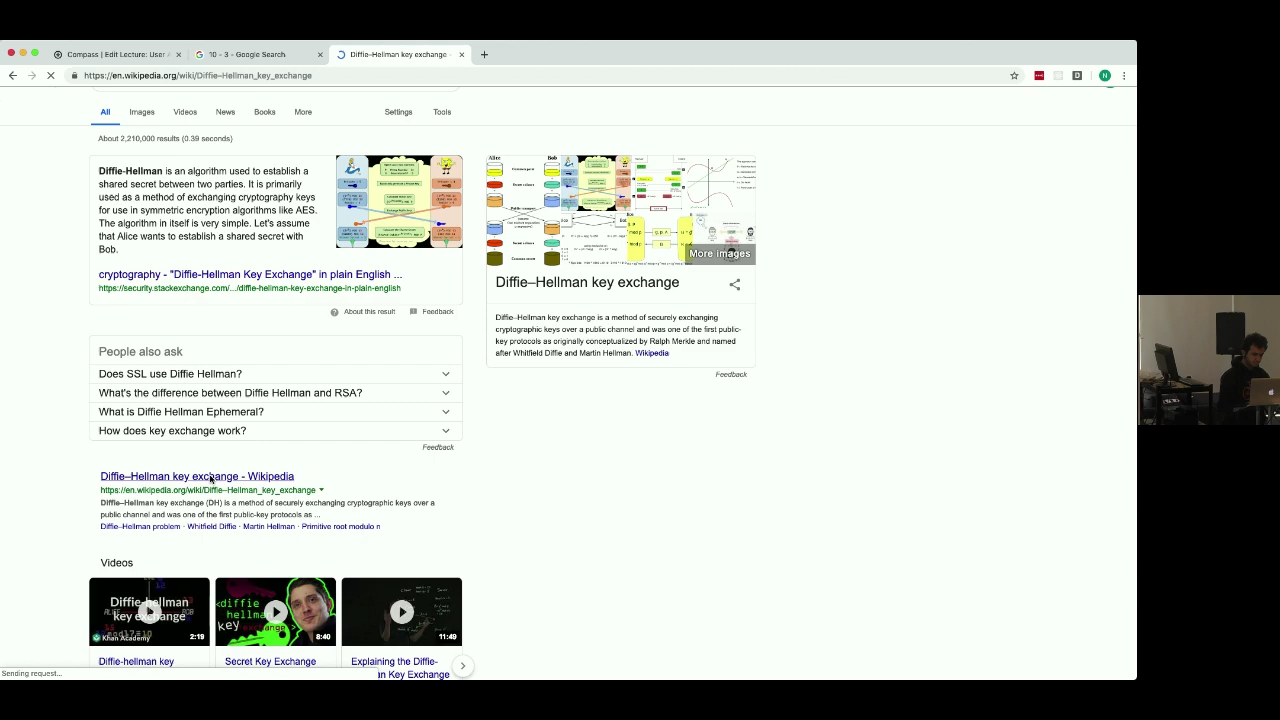 Compass | Edit Lecture: User
10 - 3 - Google Search
Diffie–Hellman key exchange -
https://en.wikipedia.org/wiki/Diffie–Hellman_key_exchange
N
All
Images
Videos
News
Books
More
Settings
Tools
About 2,210,000 results (0.39 seconds)
Diffie-Hellman is an algorithm used to establish a
shared secret between two parties. It is primarily
used as a method of exchanging cryptography keys
for use in symmetric encryption algorithms like AES.
The algorithm in itself is very simple. Let's assume
that Alice wants to establish a shared secret with
Bob.
cryptography - "Diffie-Hellman Key Exchange" in plain English ...
https://security.stackexchange.com/.../diffie-hellman-key-exchange-in-plain-english
About this result
Feedback
Alice
Bob
More images
Diffie–Hellman key exchange
Diffie–Hellman key exchange is a method of securely exchanging
cryptographic keys over a public channel and was one of the first public-
key protocols as originally conceptualized by Ralph Merkle and named
after Whitfield Diffie and Martin Hellman. Wikipedia
Feedback
People also ask
Does SSL use Diffie Hellman?
What's the difference between Diffie Hellman and RSA?
What is Diffie Hellman Ephemeral?
How does key exchange work?
Feedback
Diffie–Hellman key exchange - Wikipedia
https://en.wikipedia.org/wiki/Diffie–Hellman_key_exchange
Diffie–Hellman key exchange (DH) is a method of securely exchanging cryptographic keys over a
public channel and was one of the first public-key protocols as ...
Diffie–Hellman problem · Whitfield Diffie · Martin Hellman · Primitive root modulo n
Videos
Diffie-hellman
key exchange
Khan Academy
2:19
<diffie
hellman
key
exchange>
8:40
11:49
Diffie-hellman key
Secret Key Exchange
Explaining the Diffie-
an Key Exchange
Sending request...